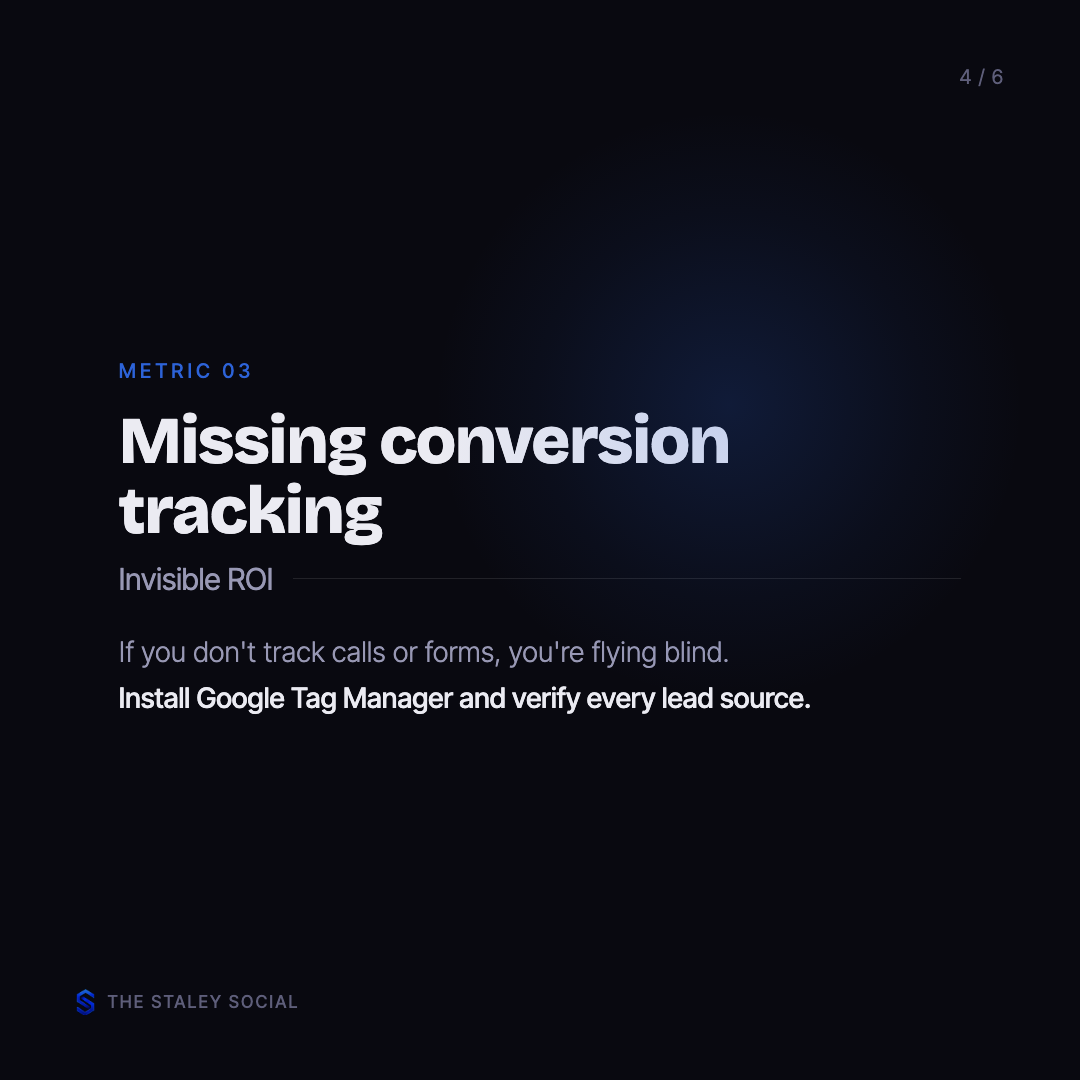 4 / 6
METRIC 03
Missing conversion
tracking
Invisible ROI
If you don't track calls or forms, you're flying blind.
Install Google Tag Manager and verify every lead source.
THE STALEY SOCIAL